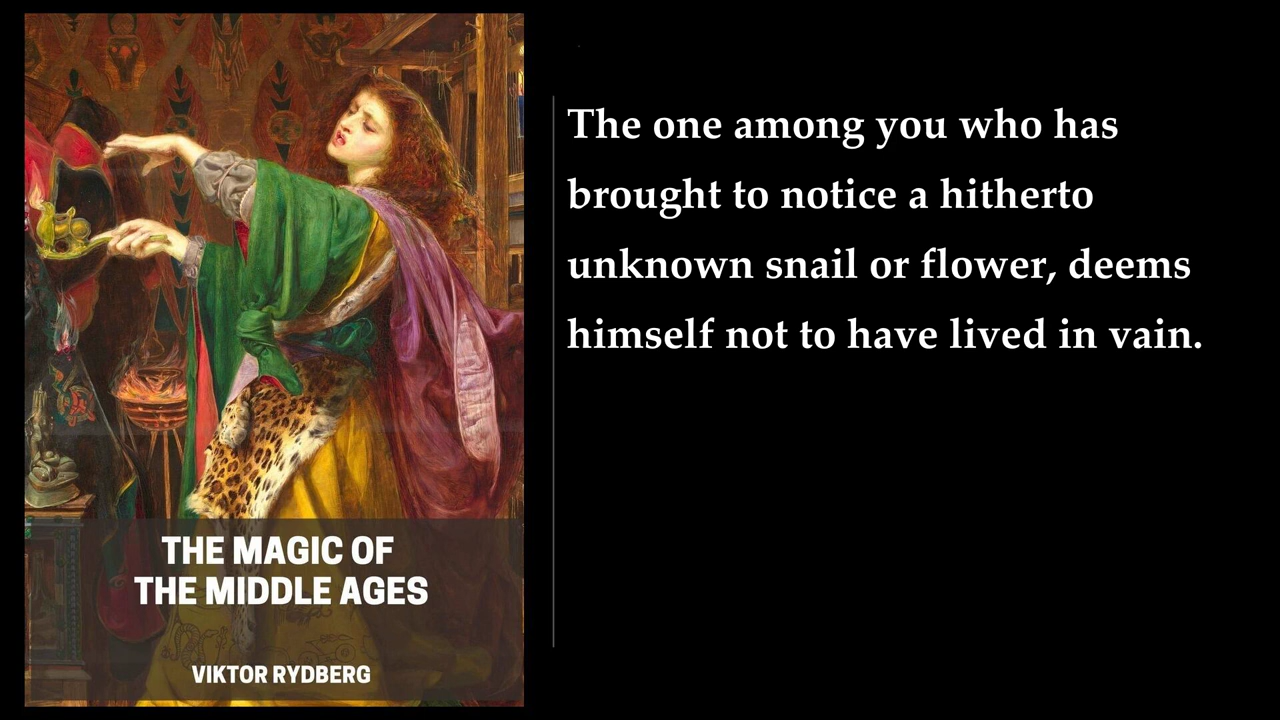 THE MAGIC OF
THE MIDDLE AGES
VIKTOR RYDBERG
The one among you who has
brought to notice a hitherto
unknown snail or flower, deems
himself not to have lived in vain.